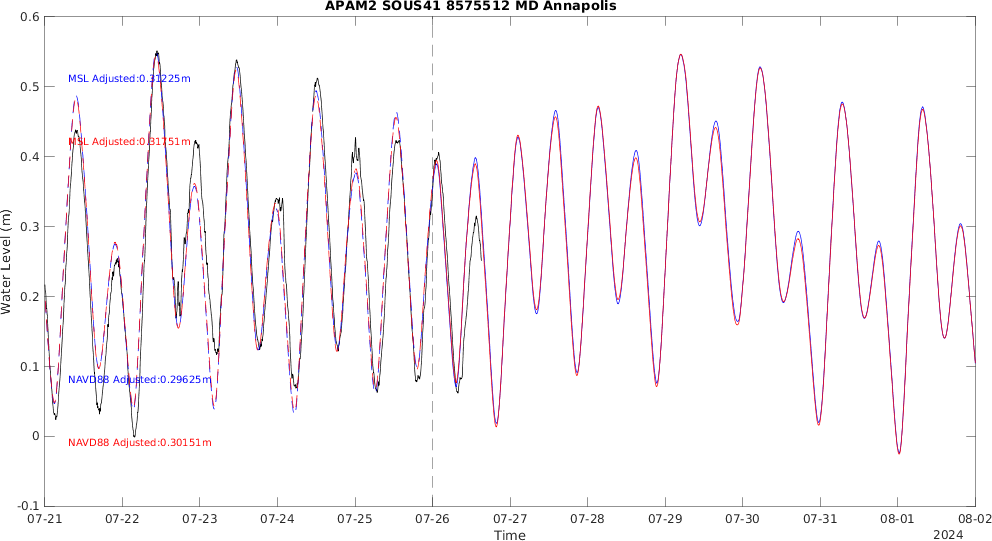 APAM2 SOUS41 8575512 MD Annapolis
0.6
0.5
0.4
0.3
0.2
0.1
0
-0.1
Water Level (m)
MSL Adjusted:0.31225m
MSL Adjusted:0.31751m
NAVD88 Adjusted:0.29625m
NAVD88 Adjusted:0.30151m
07-21 07-22 07-23 07-24 07-25 07-26 07-27 07-28 07-29 07-30 07-31 08-01 08-02
Time
2024